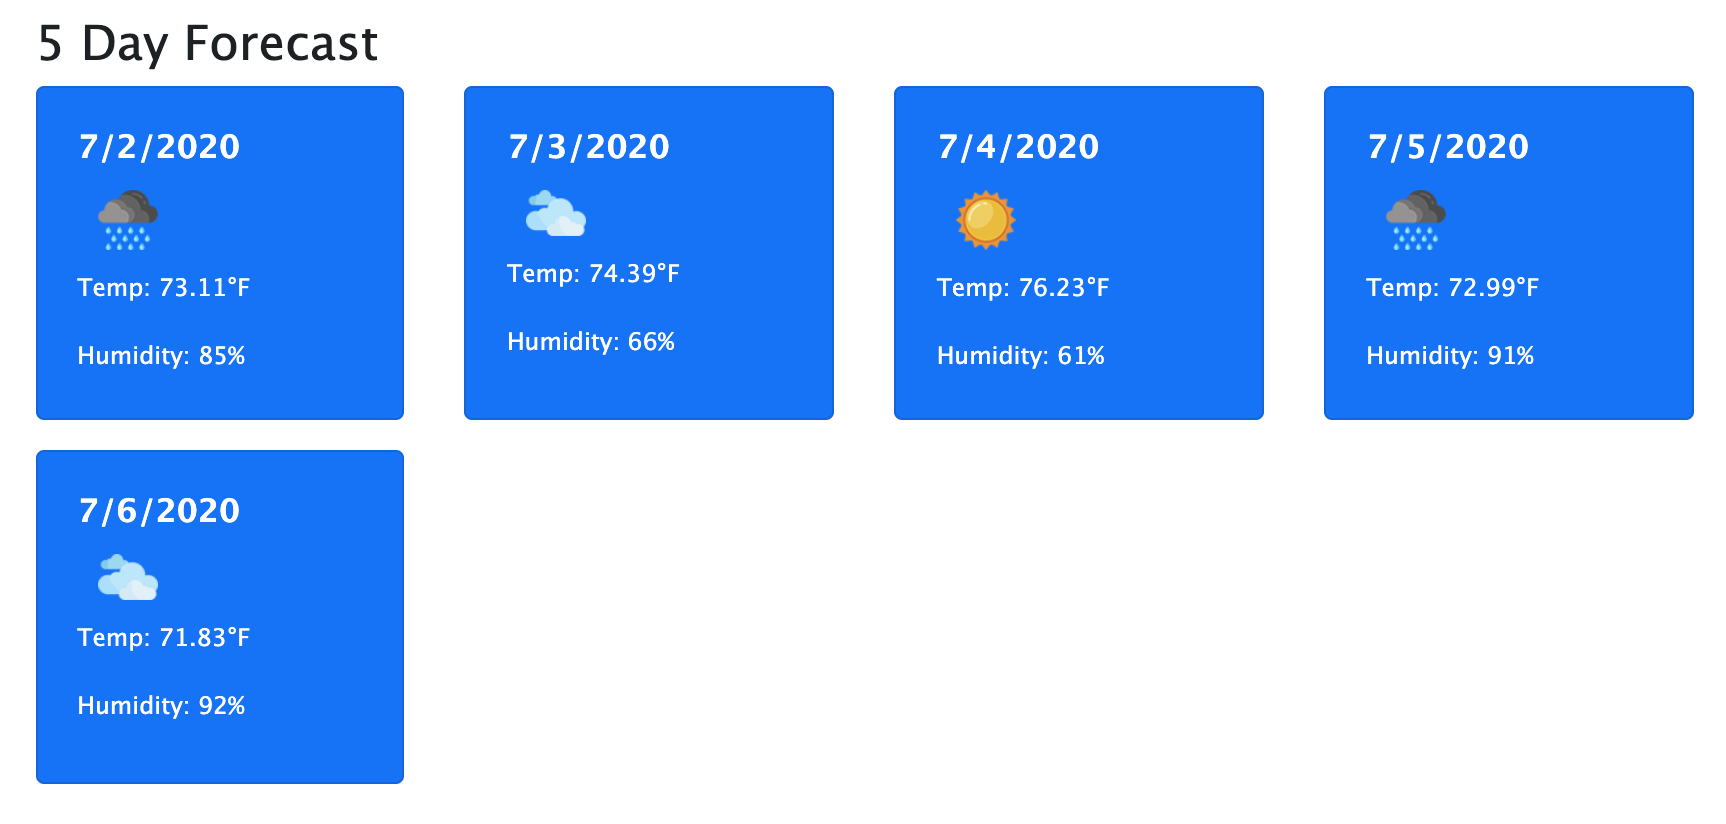 5 Day Forecast
7/2/2020
Temp: 73.11°F
Humidity: 85%
7/3/2020
Temp: 74.39°F
Humidity: 66%
7/4/2020
Temp: 76.23°F
Humidity: 61%
7/5/2020
Temp: 72.99°F
Humidity: 91%
7/6/2020
Temp: 71.83°F
Humidity: 92%